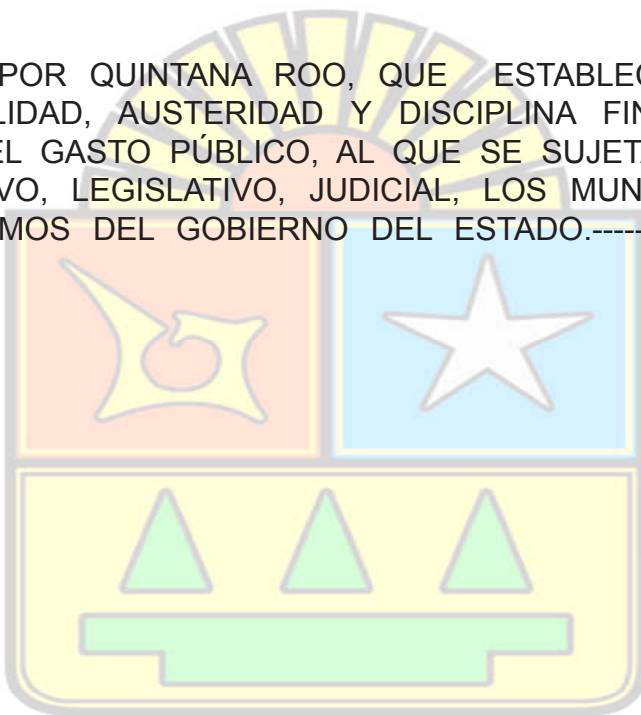 POR QUINTANA ROO, QUE ESTABLEC
LIDAD, AUSTERIDAD Y DISCIPLINA FIN
EL GASTO PÚBLICO, AL QUE SE SUJETA
VO, LEGISLATIVO, JUDICIAL, LOS MUN
MOS DEL GOBIERNO DEL ESTADO.-----